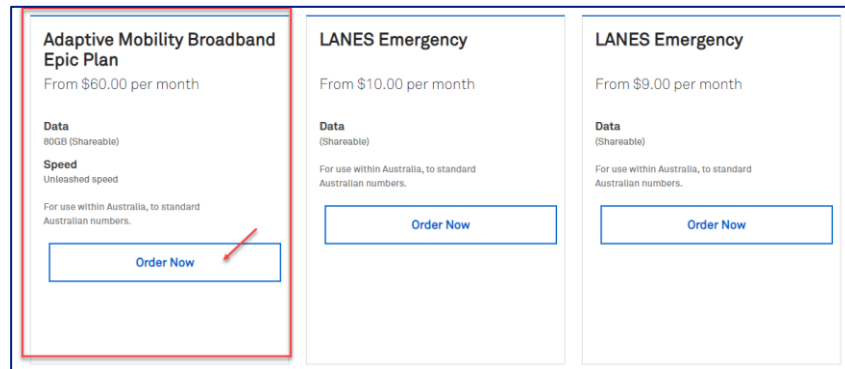 Adaptive Mobility Broadband
Epic Plan
From $60.00 per month
Data
80GB (Shareable)
Speed
Unleashed speed
For use within Australia, to standard
Australian numbers.
Order Now
LANES Emergency
From $10.00 per month
Data
(Shareable)
For use within Australia, to standard
Australian numbers.
Order Now
LANES Emergency
From $9.00 per month
Data
(Shareable)
For use within Australia, to standard
Australian numbers.
Order Now